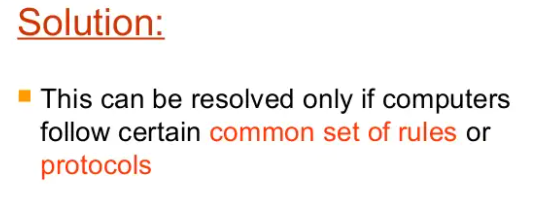 Solution:
This can be resolved only if computers
follow certain common set of rules or
protocols